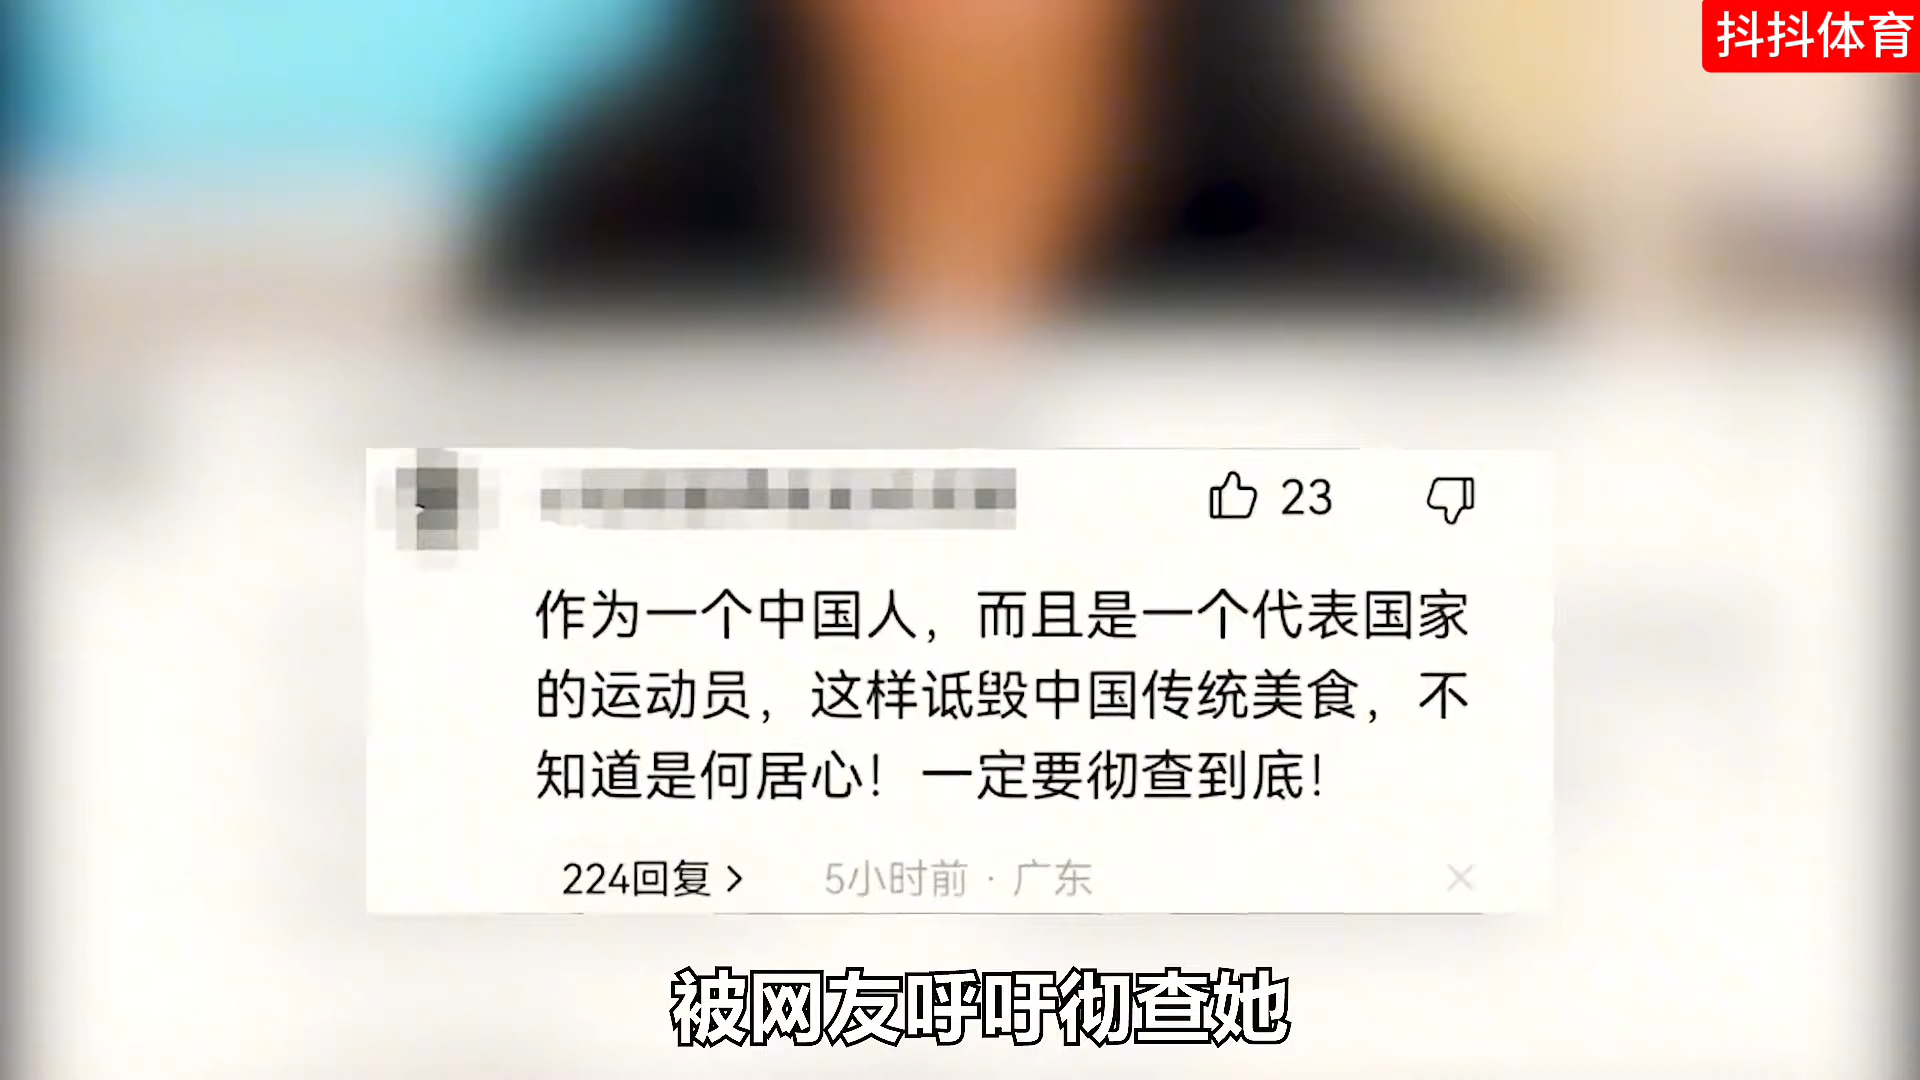 抖抖体育
23
作为一个中国人，而且是一个代表国家
的运动员，这样诋毁中国传统美食，不
知道是何居心！一定要彻查到底！
224回复 >
5小时前 · 广东
被网友呼吁彻查她